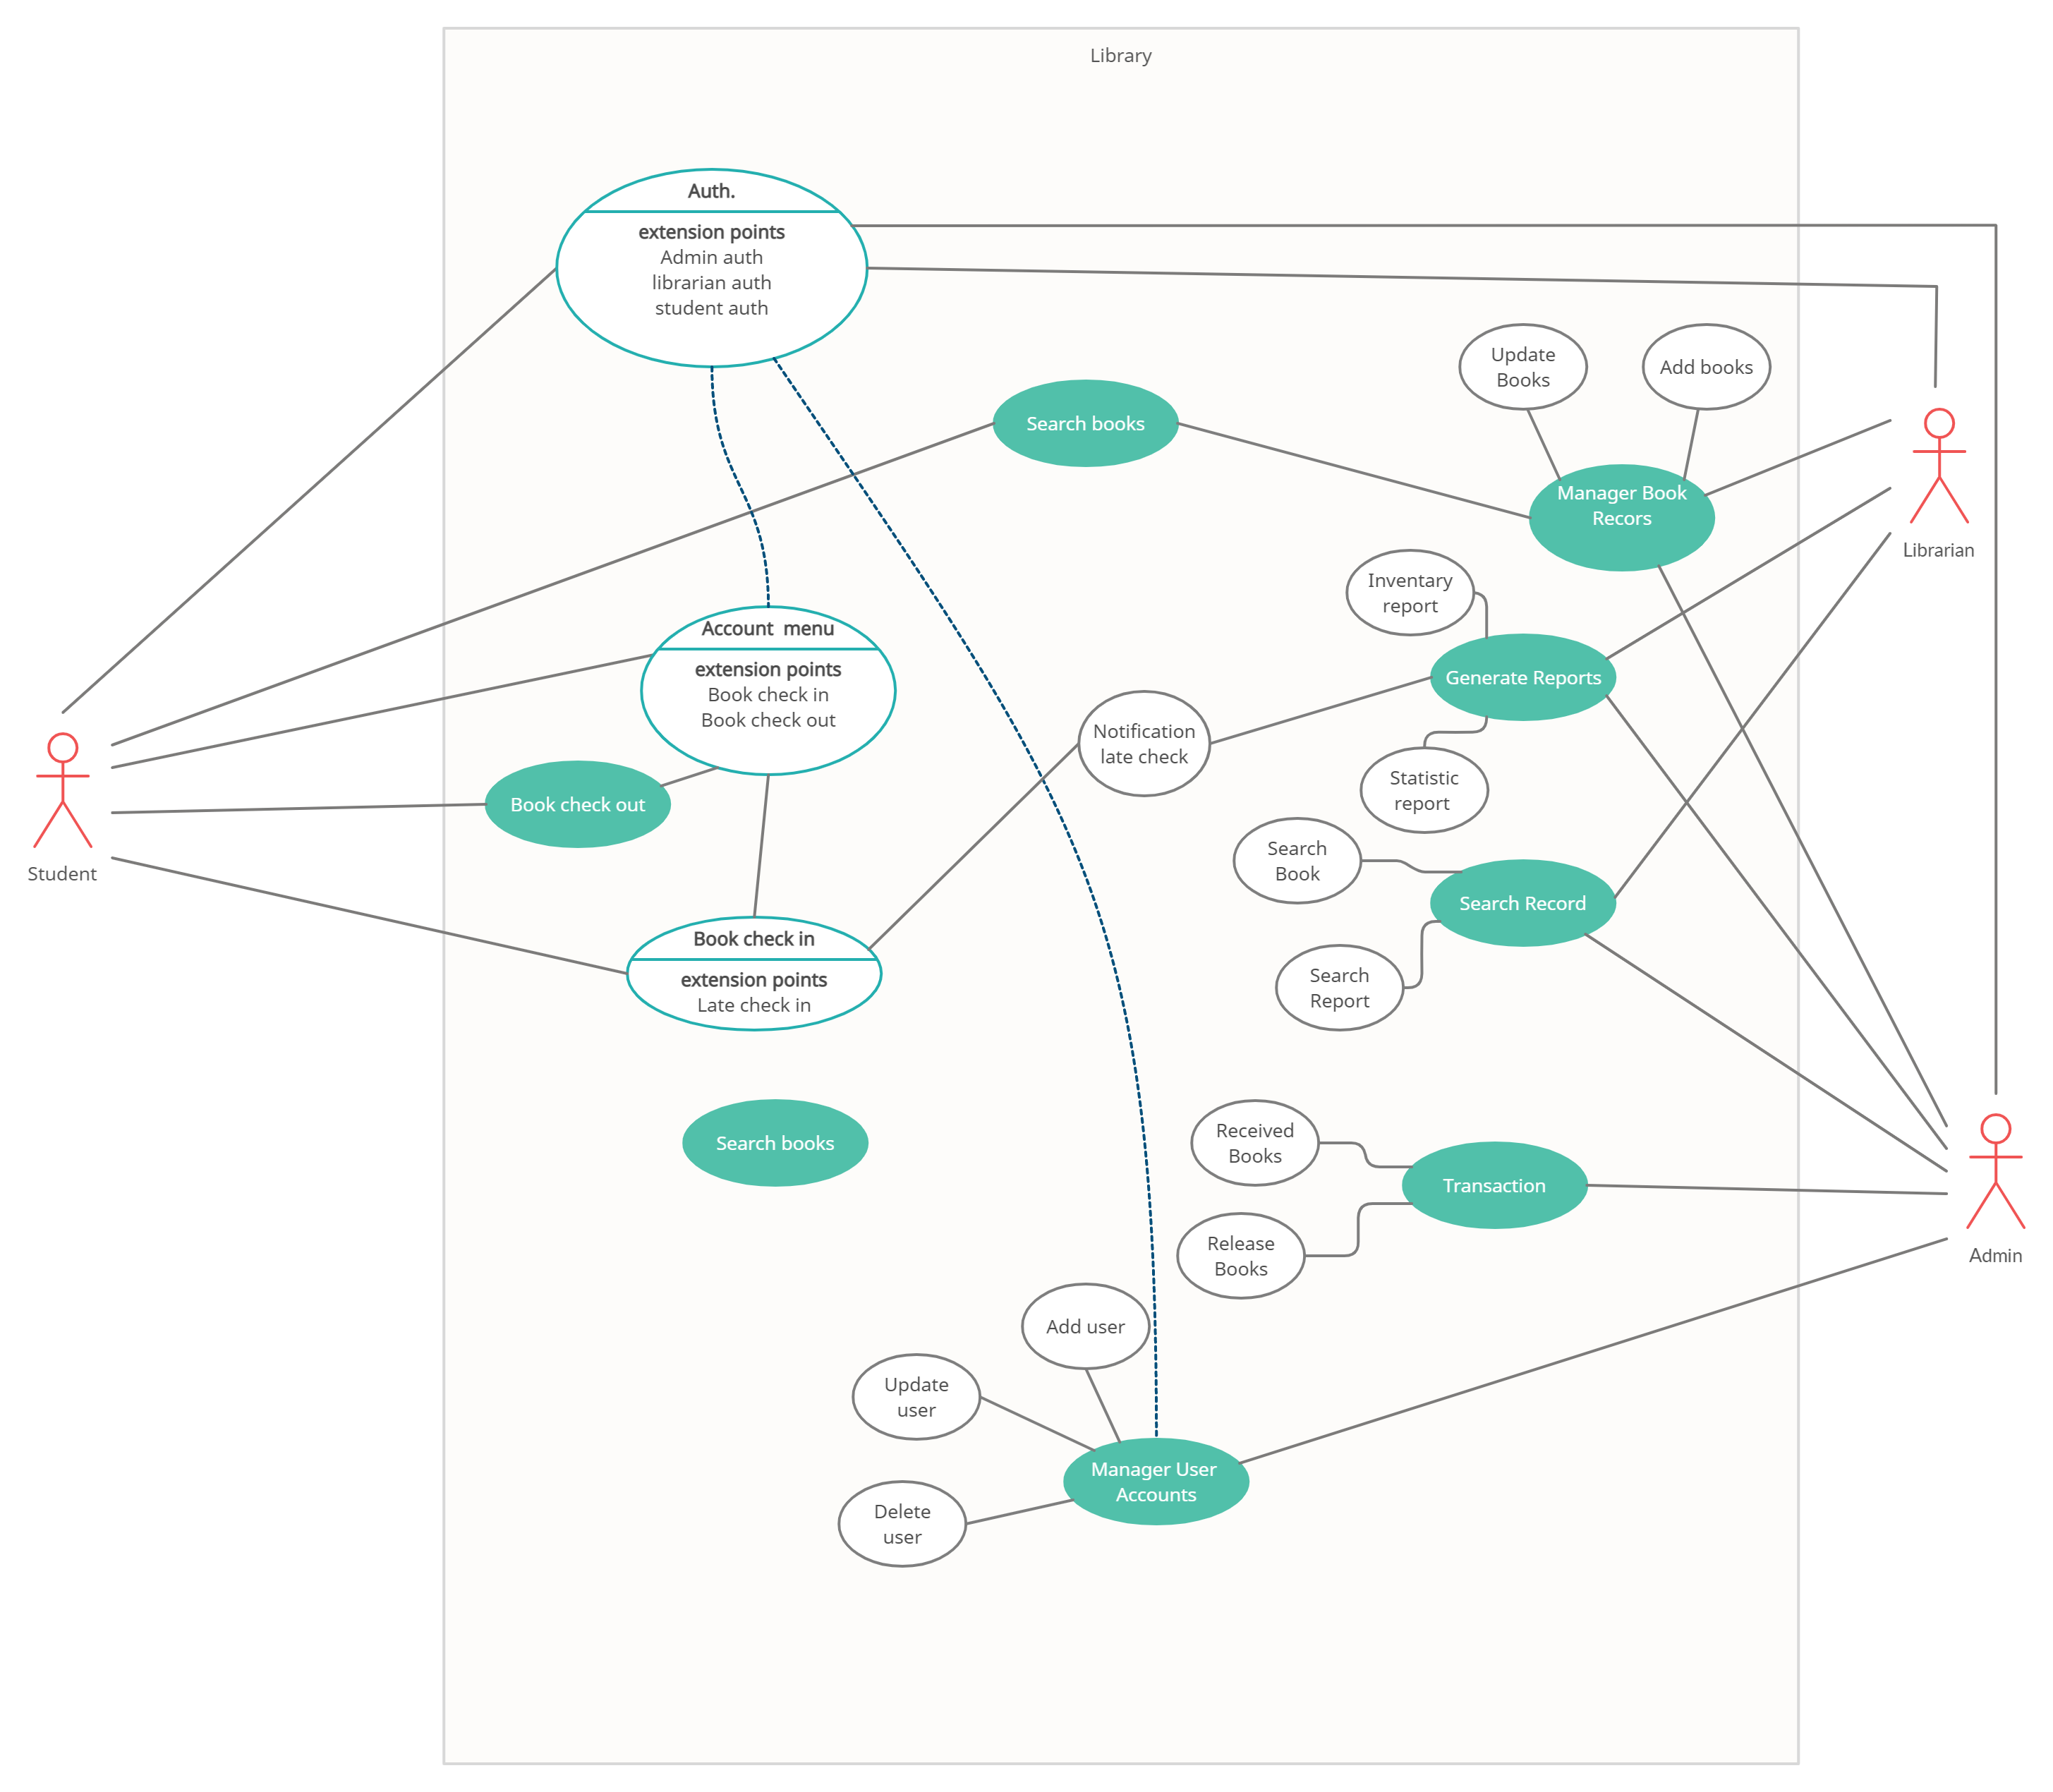 Library
Auth.
extension points
Admin auth
librarian auth
student auth
Update
Books
Add books
Search books
Manager Book
Recors
Librarian
Inventary
report
Account  menu
extension points
Book check in
Book check out
Generate Reports
Notification
late check
Statistic
report
Book check out
Student
Search
Book
Search Record
Book check in
extension points
Late check in
Search
Report
Search books
Received
Books
Transaction
Release
Books
Admin
Add user
Update
user
Manager User
Accounts
Delete
user